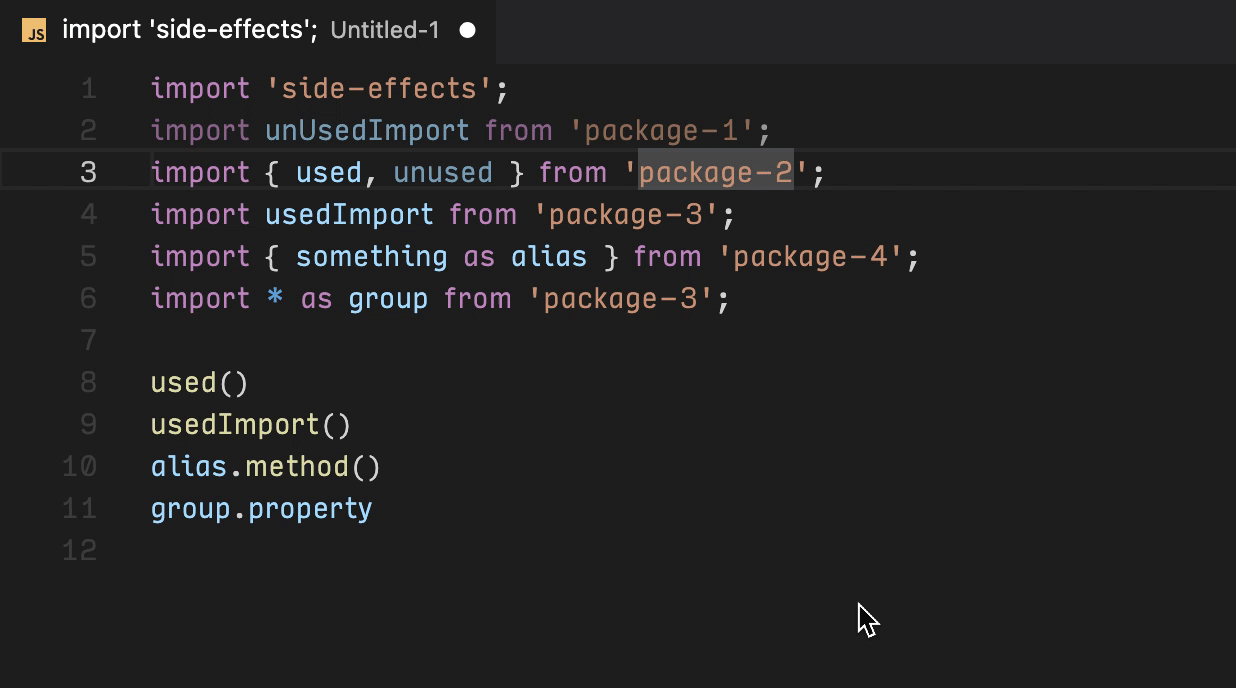 JS import 'side-effects'; Untitled-1
1 import 'side-effects';
2 import unUsedImport from 'package-1';
3 import { used, unused } from 'package-2';
4 import usedImport from 'package-3';
5 import { something as alias } from 'package-4';
6 import * as group from 'package-3';
7
8 used()
9 usedImport()
10 alias.method()
11 group.property
12